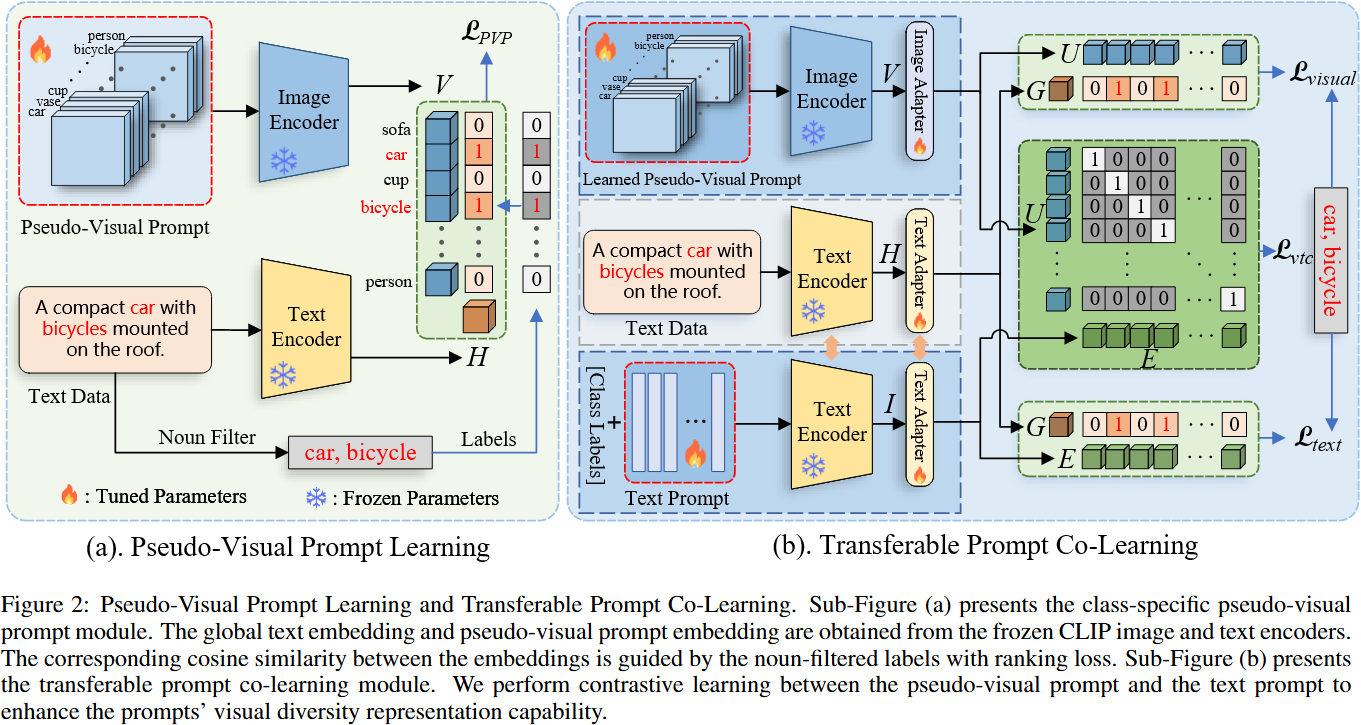 person
bicycle
cup
vase
car
Pseudo-Visual Prompt
Image
Encoder
V
L_PVP
sofa 0 0
car 1 1
cup 0 0
bicycle 1 1
person 0 0
A compact car with
bicycles mounted
on the roof.
Text Data
Text
Encoder
H
Noun Filter
car, bicycle
Labels
: Tuned Parameters
: Frozen Parameters
(a). Pseudo-Visual Prompt Learning
person
bicycle
cup
vase
car
Learned Pseudo-Visual Prompt
Image
Encoder
V
Image Adapter
A compact car with
bicycles mounted
on the roof.
Text Data
Text
Encoder
H
Text Adapter
[Class Labels]
+
...
Text Prompt
Text
Encoder
I
Text Adapter
U ...
G 0 1 0 1 ... 0
L_visual
U
1 0 0 0 0
0 1 0 0 0
0 0 1 0 ... 0
0 0 0 1 0
0 0 0 0 ... 1
E
L_vtc
car, bicycle
G 0 1 0 1 ... 0
E ...
L_text
(b). Transferable Prompt Co-Learning
Figure 2: Pseudo-Visual Prompt Learning and Transferable Prompt Co-Learning. Sub-Figure (a) presents the class-specific pseudo-visual
prompt module. The global text embedding and pseudo-visual prompt embedding are obtained from the frozen CLIP image and text encoders.
The corresponding cosine similarity between the embeddings is guided by the noun-filtered labels with ranking loss. Sub-Figure (b) presents
the transferable prompt co-learning module. We perform contrastive learning between the pseudo-visual prompt and the text prompt to
enhance the prompts' visual diversity representation capability.